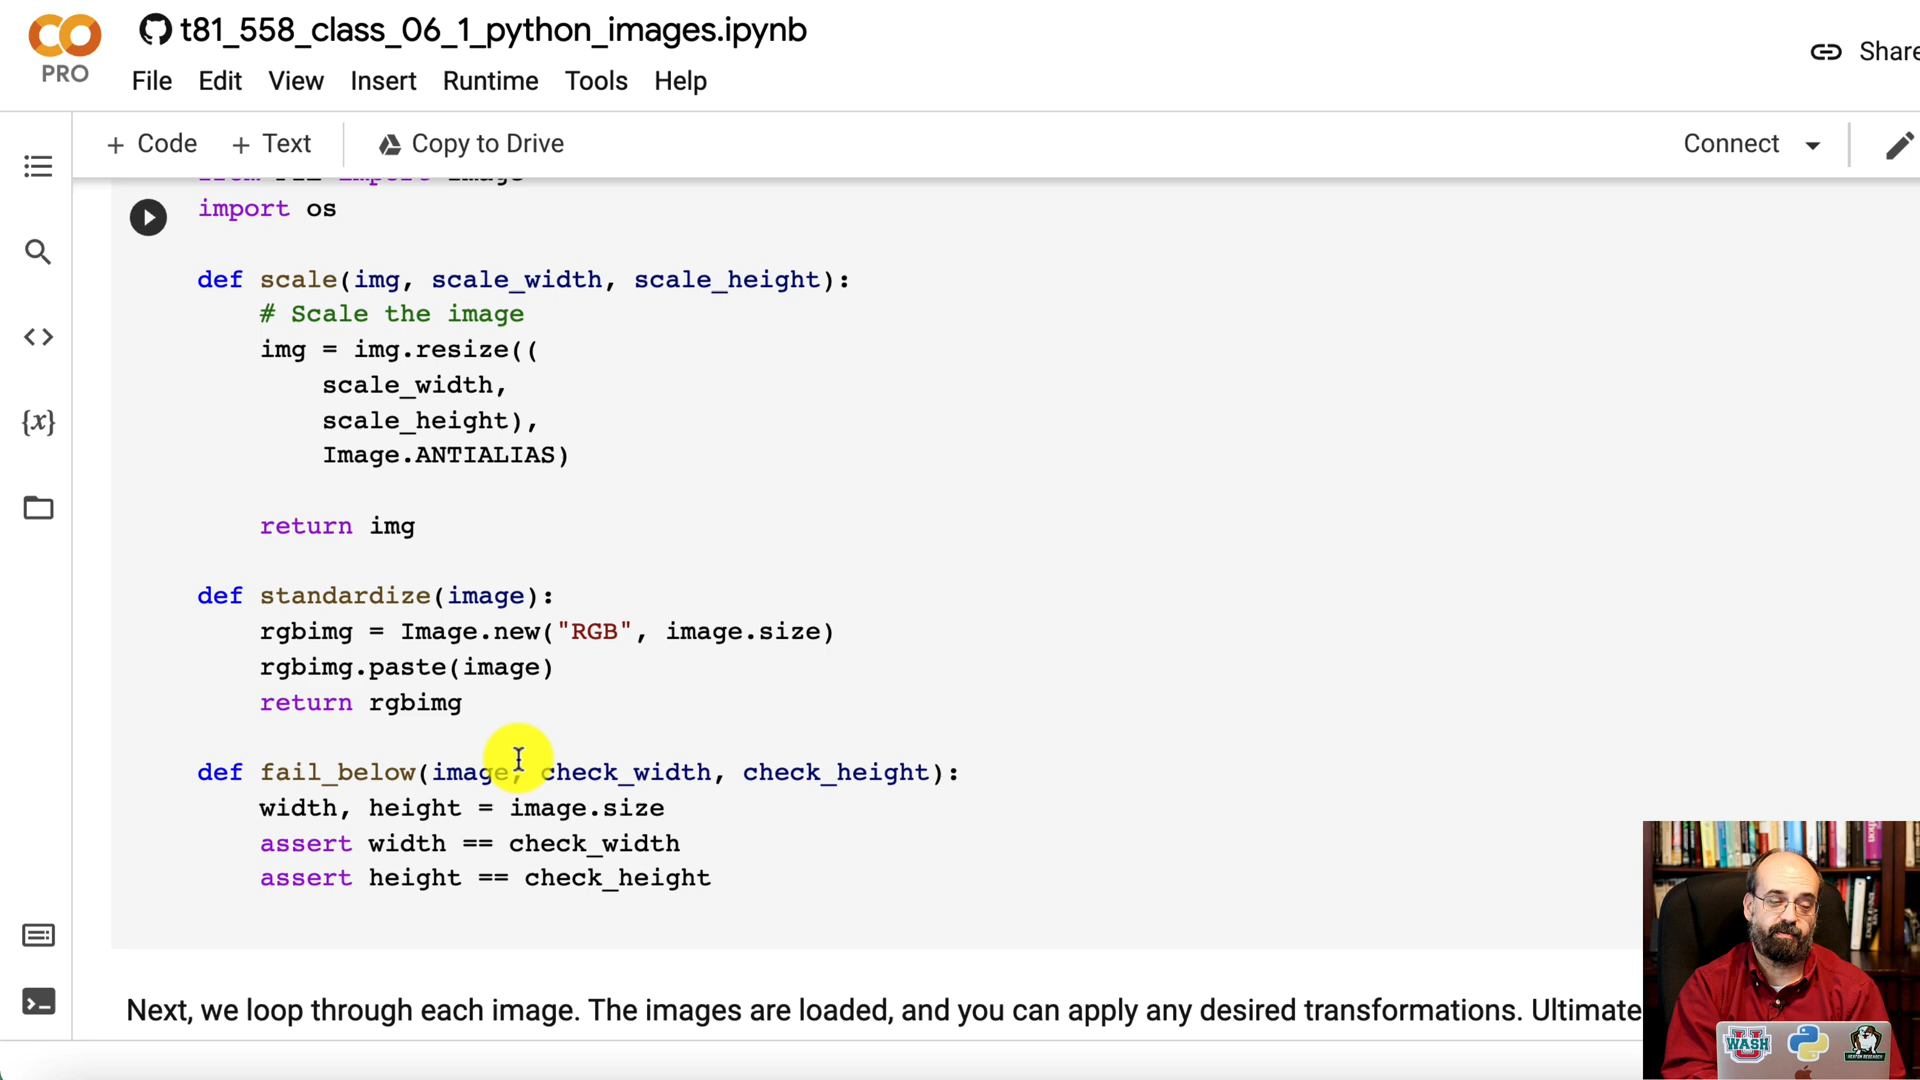 CO
PRO
t81_558_class_06_1_python_images.ipynb
File Edit View Insert Runtime Tools Help
Share
+ Code + Text Copy to Drive
Connect
import os
def scale(img, scale_width, scale_height):
# Scale the image
img = img.resize((
scale_width,
scale_height),
Image.ANTIALIAS)
return img
def standardize(image):
rgbimg = Image.new("RGB", image.size)
rgbimg.paste(image)
return rgbimg
def fail_below(image, check_width, check_height):
width, height = image.size
assert width == check_width
assert height == check_height
Next, we loop through each image. The images are loaded, and you can apply any desired transformations. Ultimate
{x}
WASH
U